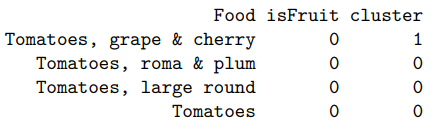 Food isFruit cluster
Tomatoes, grape & cherry 0 1
Tomatoes, roma & plum 0 0
Tomatoes, large round 0 0
Tomatoes 0 0